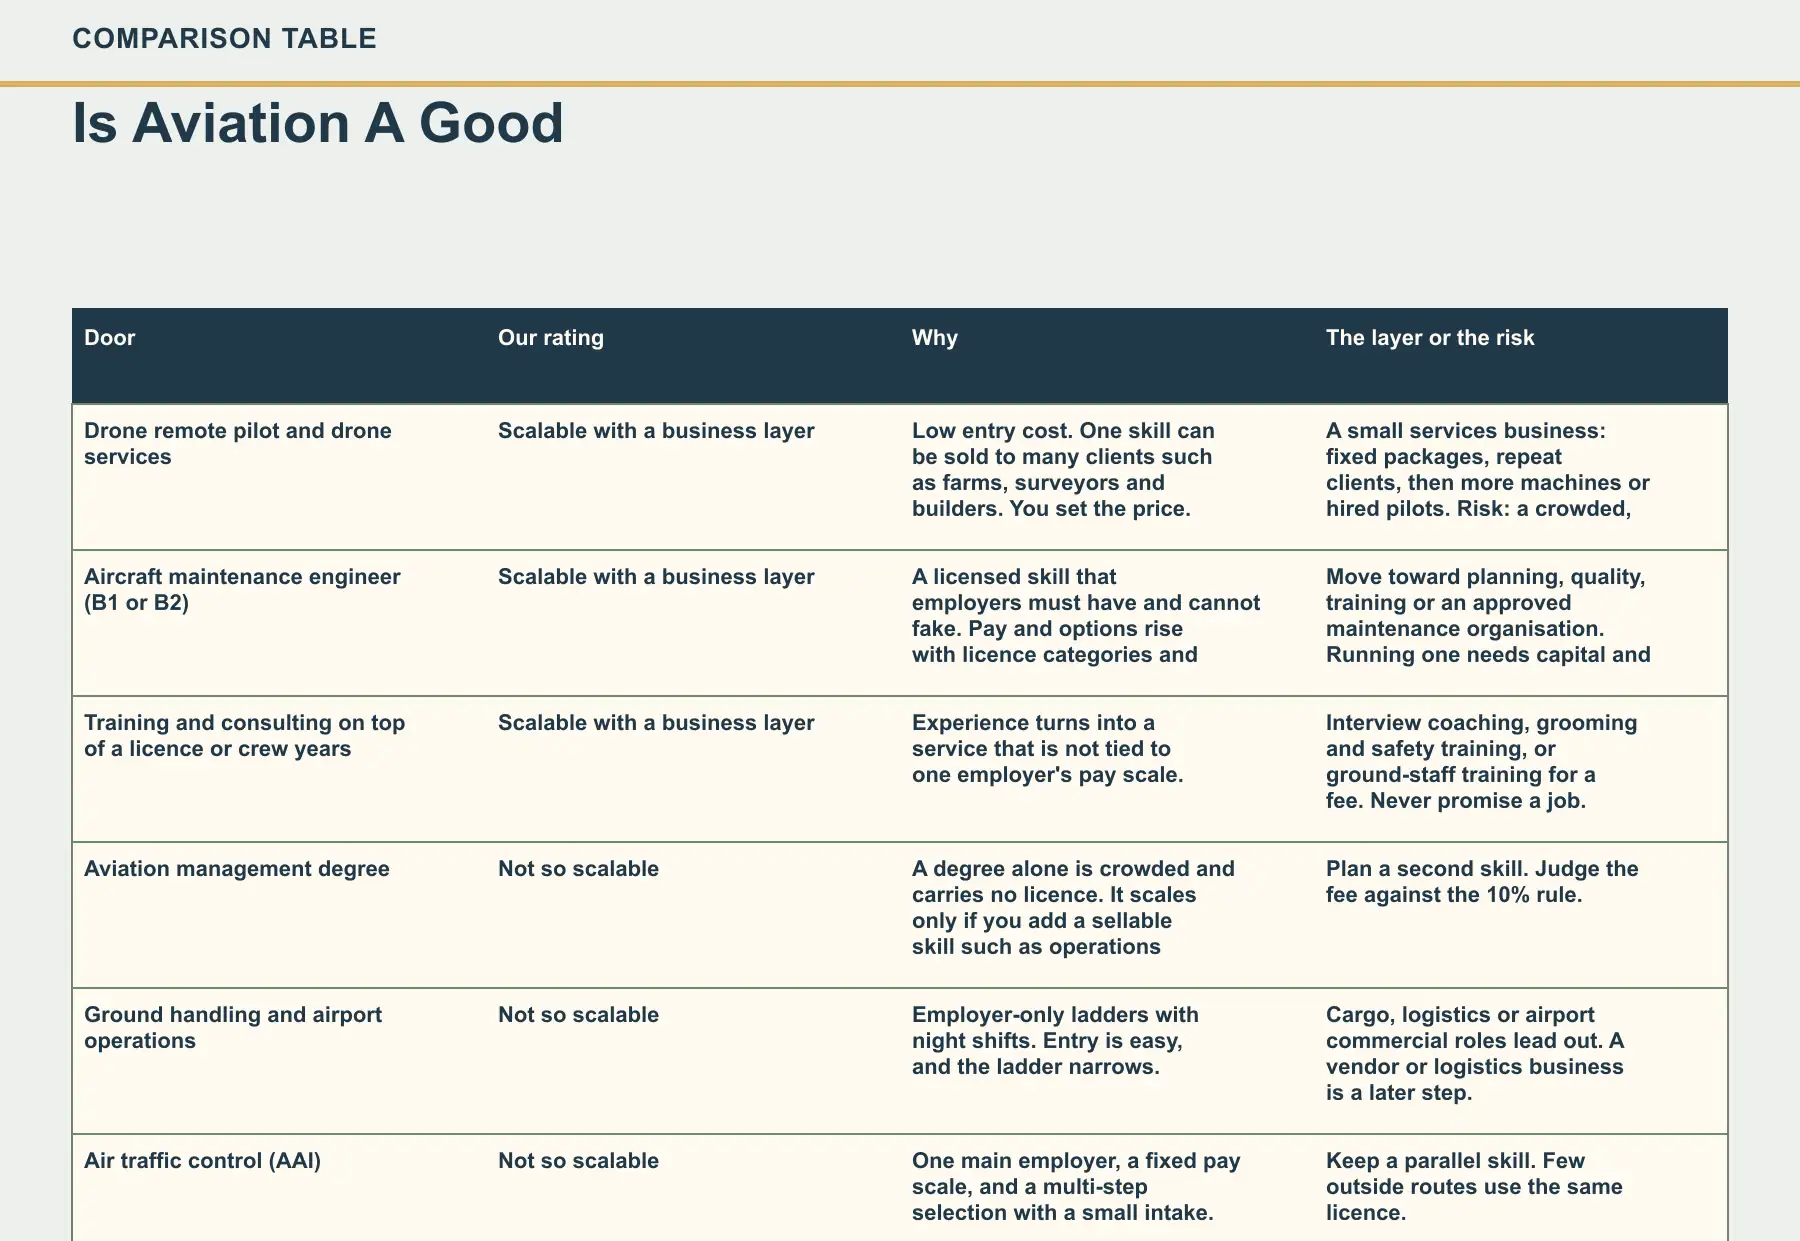 COMPARISON TABLE
Is Aviation A Good
Door
Our rating
Why
The layer or the risk
Drone remote pilot and drone
services
Scalable with a business layer
Low entry cost. One skill can
be sold to many clients such
as farms, surveyors and
builders. You set the price.
A small services business:
fixed packages, repeat
clients, then more machines or
hired pilots. Risk: a crowded,
Aircraft maintenance engineer
(B1 or B2)
Scalable with a business layer
A licensed skill that
employers must have and cannot
fake. Pay and options rise
with licence categories and
Move toward planning, quality,
training or an approved
maintenance organisation.
Running one needs capital and
Training and consulting on top
of a licence or crew years
Scalable with a business layer
Experience turns into a
service that is not tied to
one employer's pay scale.
Interview coaching, grooming
and safety training, or
ground-staff training for a
fee. Never promise a job.
Aviation management degree
Not so scalable
A degree alone is crowded and
carries no licence. It scales
only if you add a sellable
skill such as operations
Plan a second skill. Judge the
fee against the 10% rule.
Ground handling and airport
operations
Not so scalable
Employer-only ladders with
night shifts. Entry is easy,
and the ladder narrows.
Cargo, logistics or airport
commercial roles lead out. A
vendor or logistics business
is a later step.
Air traffic control (AAI)
Not so scalable
One main employer, a fixed pay
scale, and a multi-step
selection with a small intake.
Keep a parallel skill. Few
outside routes use the same
licence.